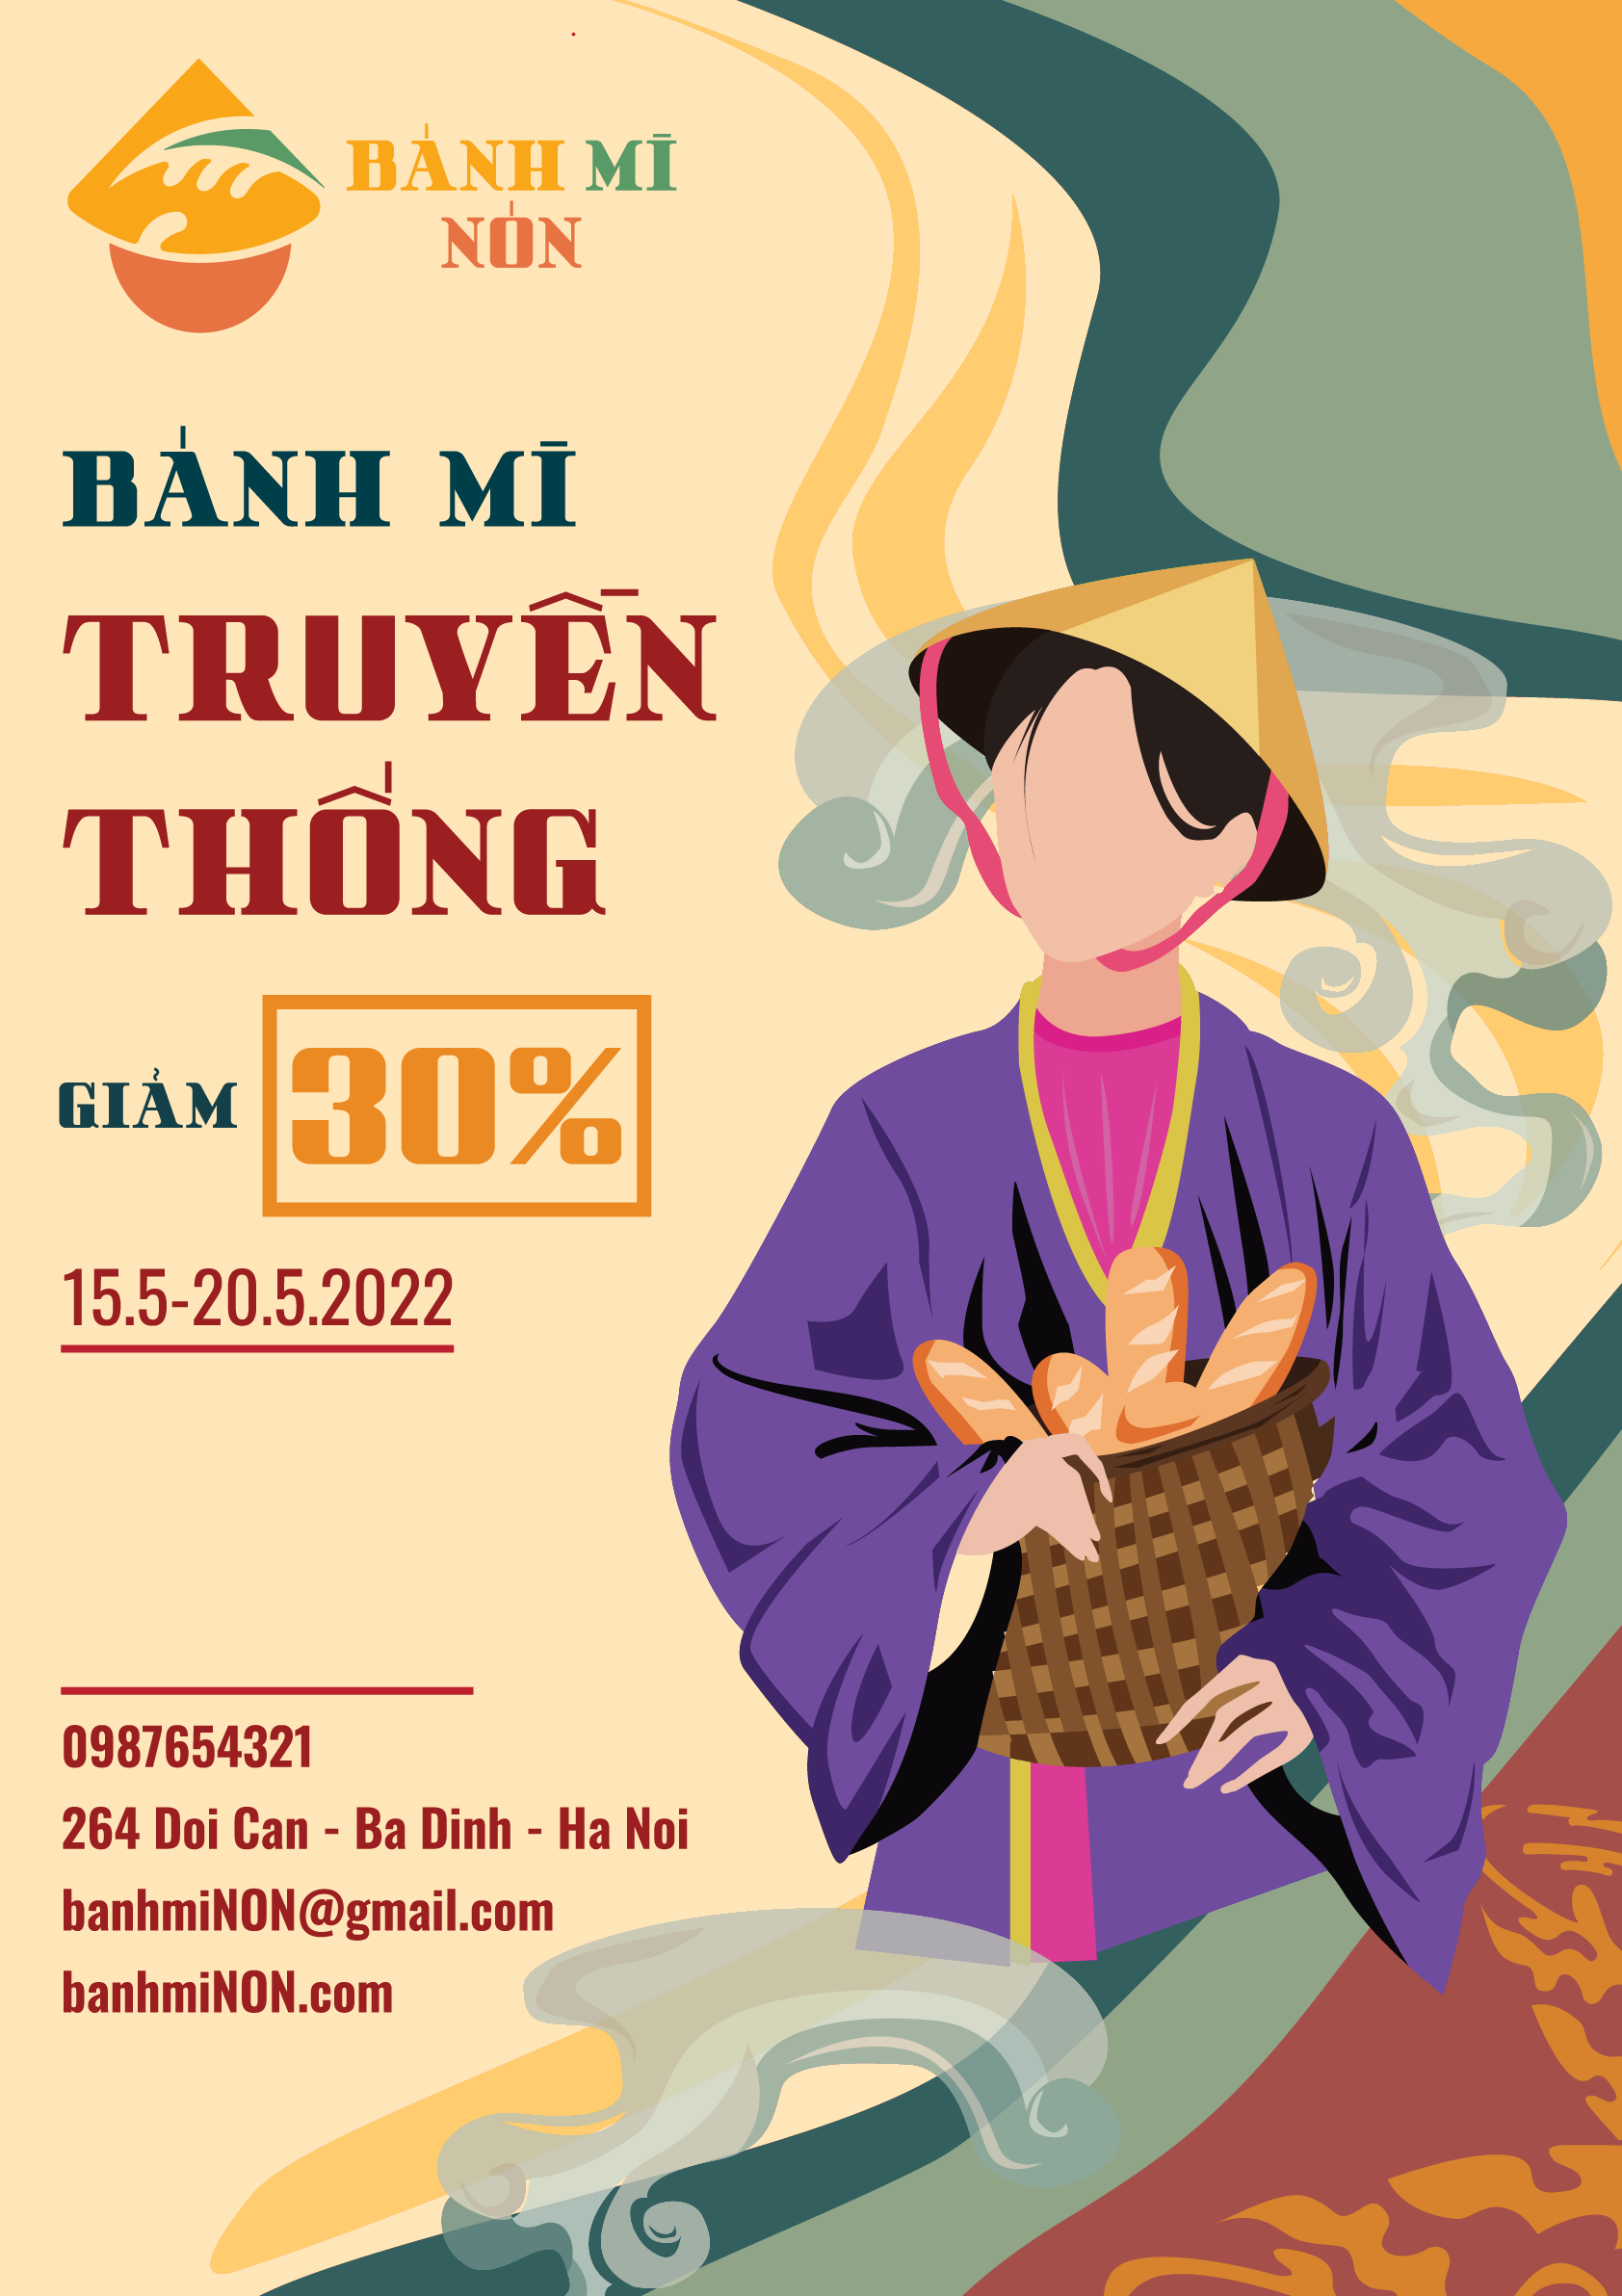 BÁNH MÌ
NÓN
BÁNH MÌ
TRUYỀN
THỐNG
GIẢM 30%
15.5-20.5.2022
0987654321
264 Doi Can - Ba Dinh - Ha Noi
banhmiNON@gmail.com
banhmiNON.com